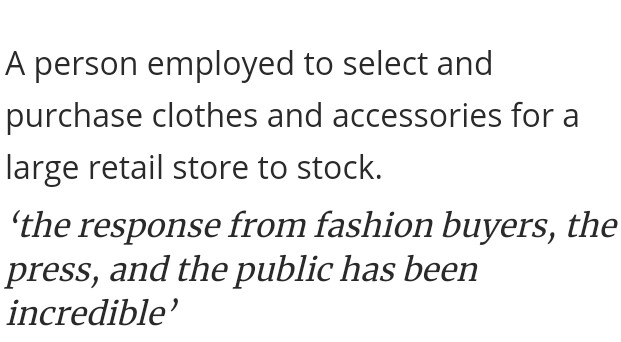 A person employed to select and
purchase clothes and accessories for a
large retail store to stock.
‘the response from fashion buyers, the
press, and the public has been
incredible’